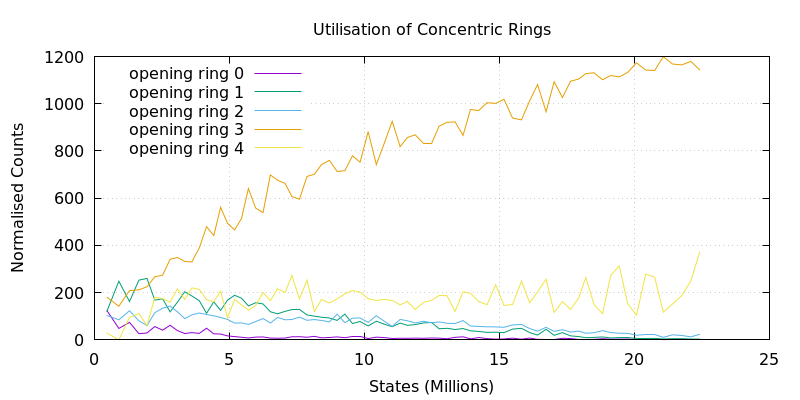 Utilisation of Concentric Rings
1200
1000
800
600
400
200
0
Normalised Counts
opening ring 0
opening ring 1
opening ring 2
opening ring 3
opening ring 4
0 5 10 15 20 25
States (Millions)